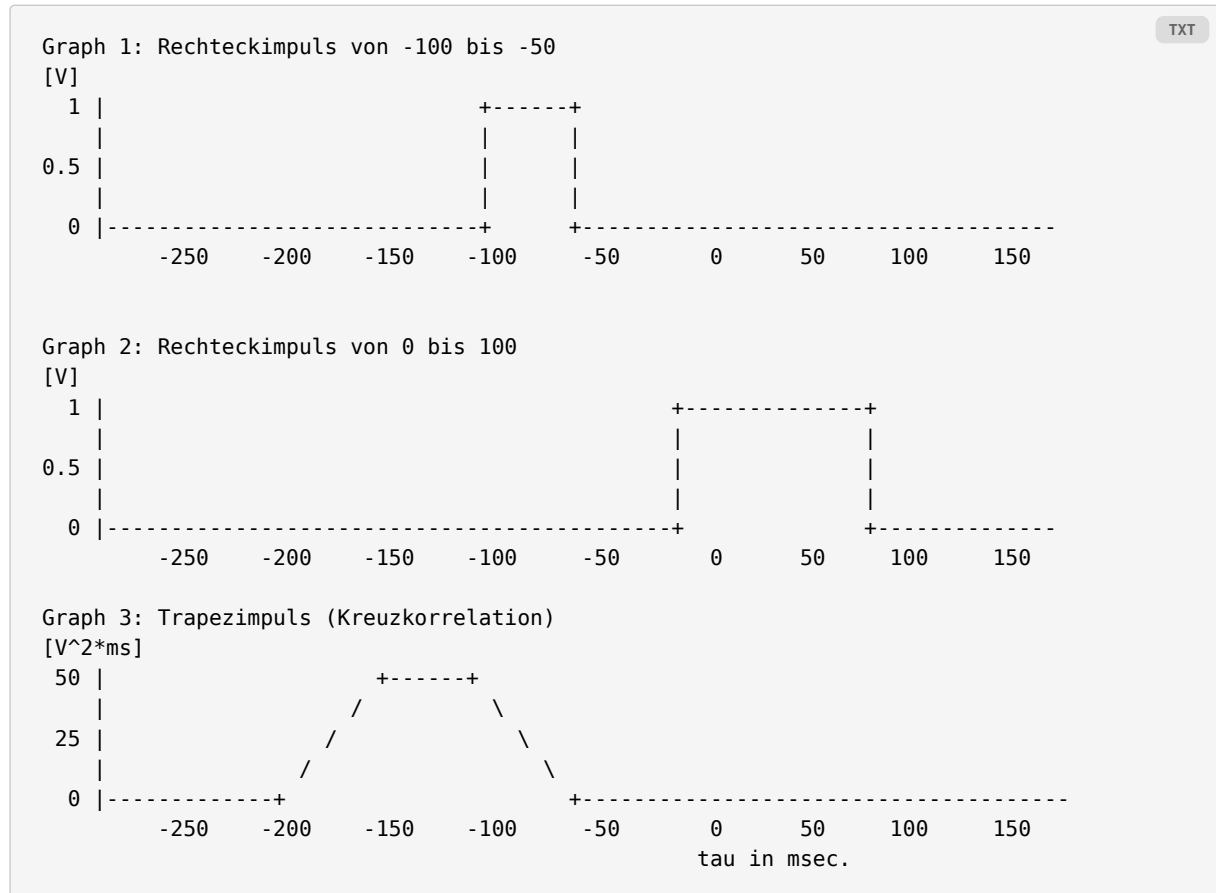 TXT
Graph 1: Rechteckimpuls von -100 bis -50
[V]
1 | +------+
| | |
0.5 | | |
| | |
0 |-----------------------------+ +-------------------------------------
-250 -200 -150 -100 -50 0 50 100 150
Graph 2: Rechteckimpuls von 0 bis 100
[V]
1 | +--------------+
| | |
0.5 | | |
| | |
0 |--------------------------------------------+ +--------------
-250 -200 -150 -100 -50 0 50 100 150
Graph 3: Trapezimpuls (Kreuzkorrelation)
[V^2*ms]
50 | +------+
| / \
25 | / \
| / \
0 |-------------+ +--------------------------------------
-250 -200 -150 -100 -50 0 50 100 150
tau in msec.